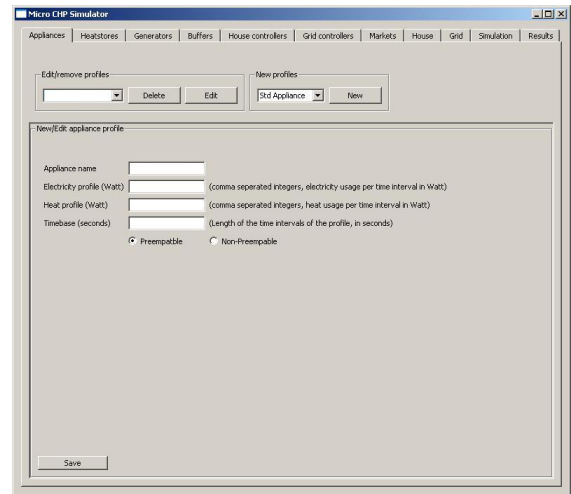 Micro CHP Simulator
Appliances Heatstores Generators Buffers House controllers Grid controllers Markets House Grid Simulation Results
Edit/remove profiles New profiles
Delete Edit Std Appliance New
New/Edit appliance profile
Appliance name
Electricity profile (Watt) (comma seperated integers, electricity usage per time interval in Watt)
Heat profile (Watt) (comma seperated integers, heat usage per time interval in Watt)
Timebase (seconds) (Length of the time intervals of the profile, in seconds)
Preempatble Non-Preempable
Save